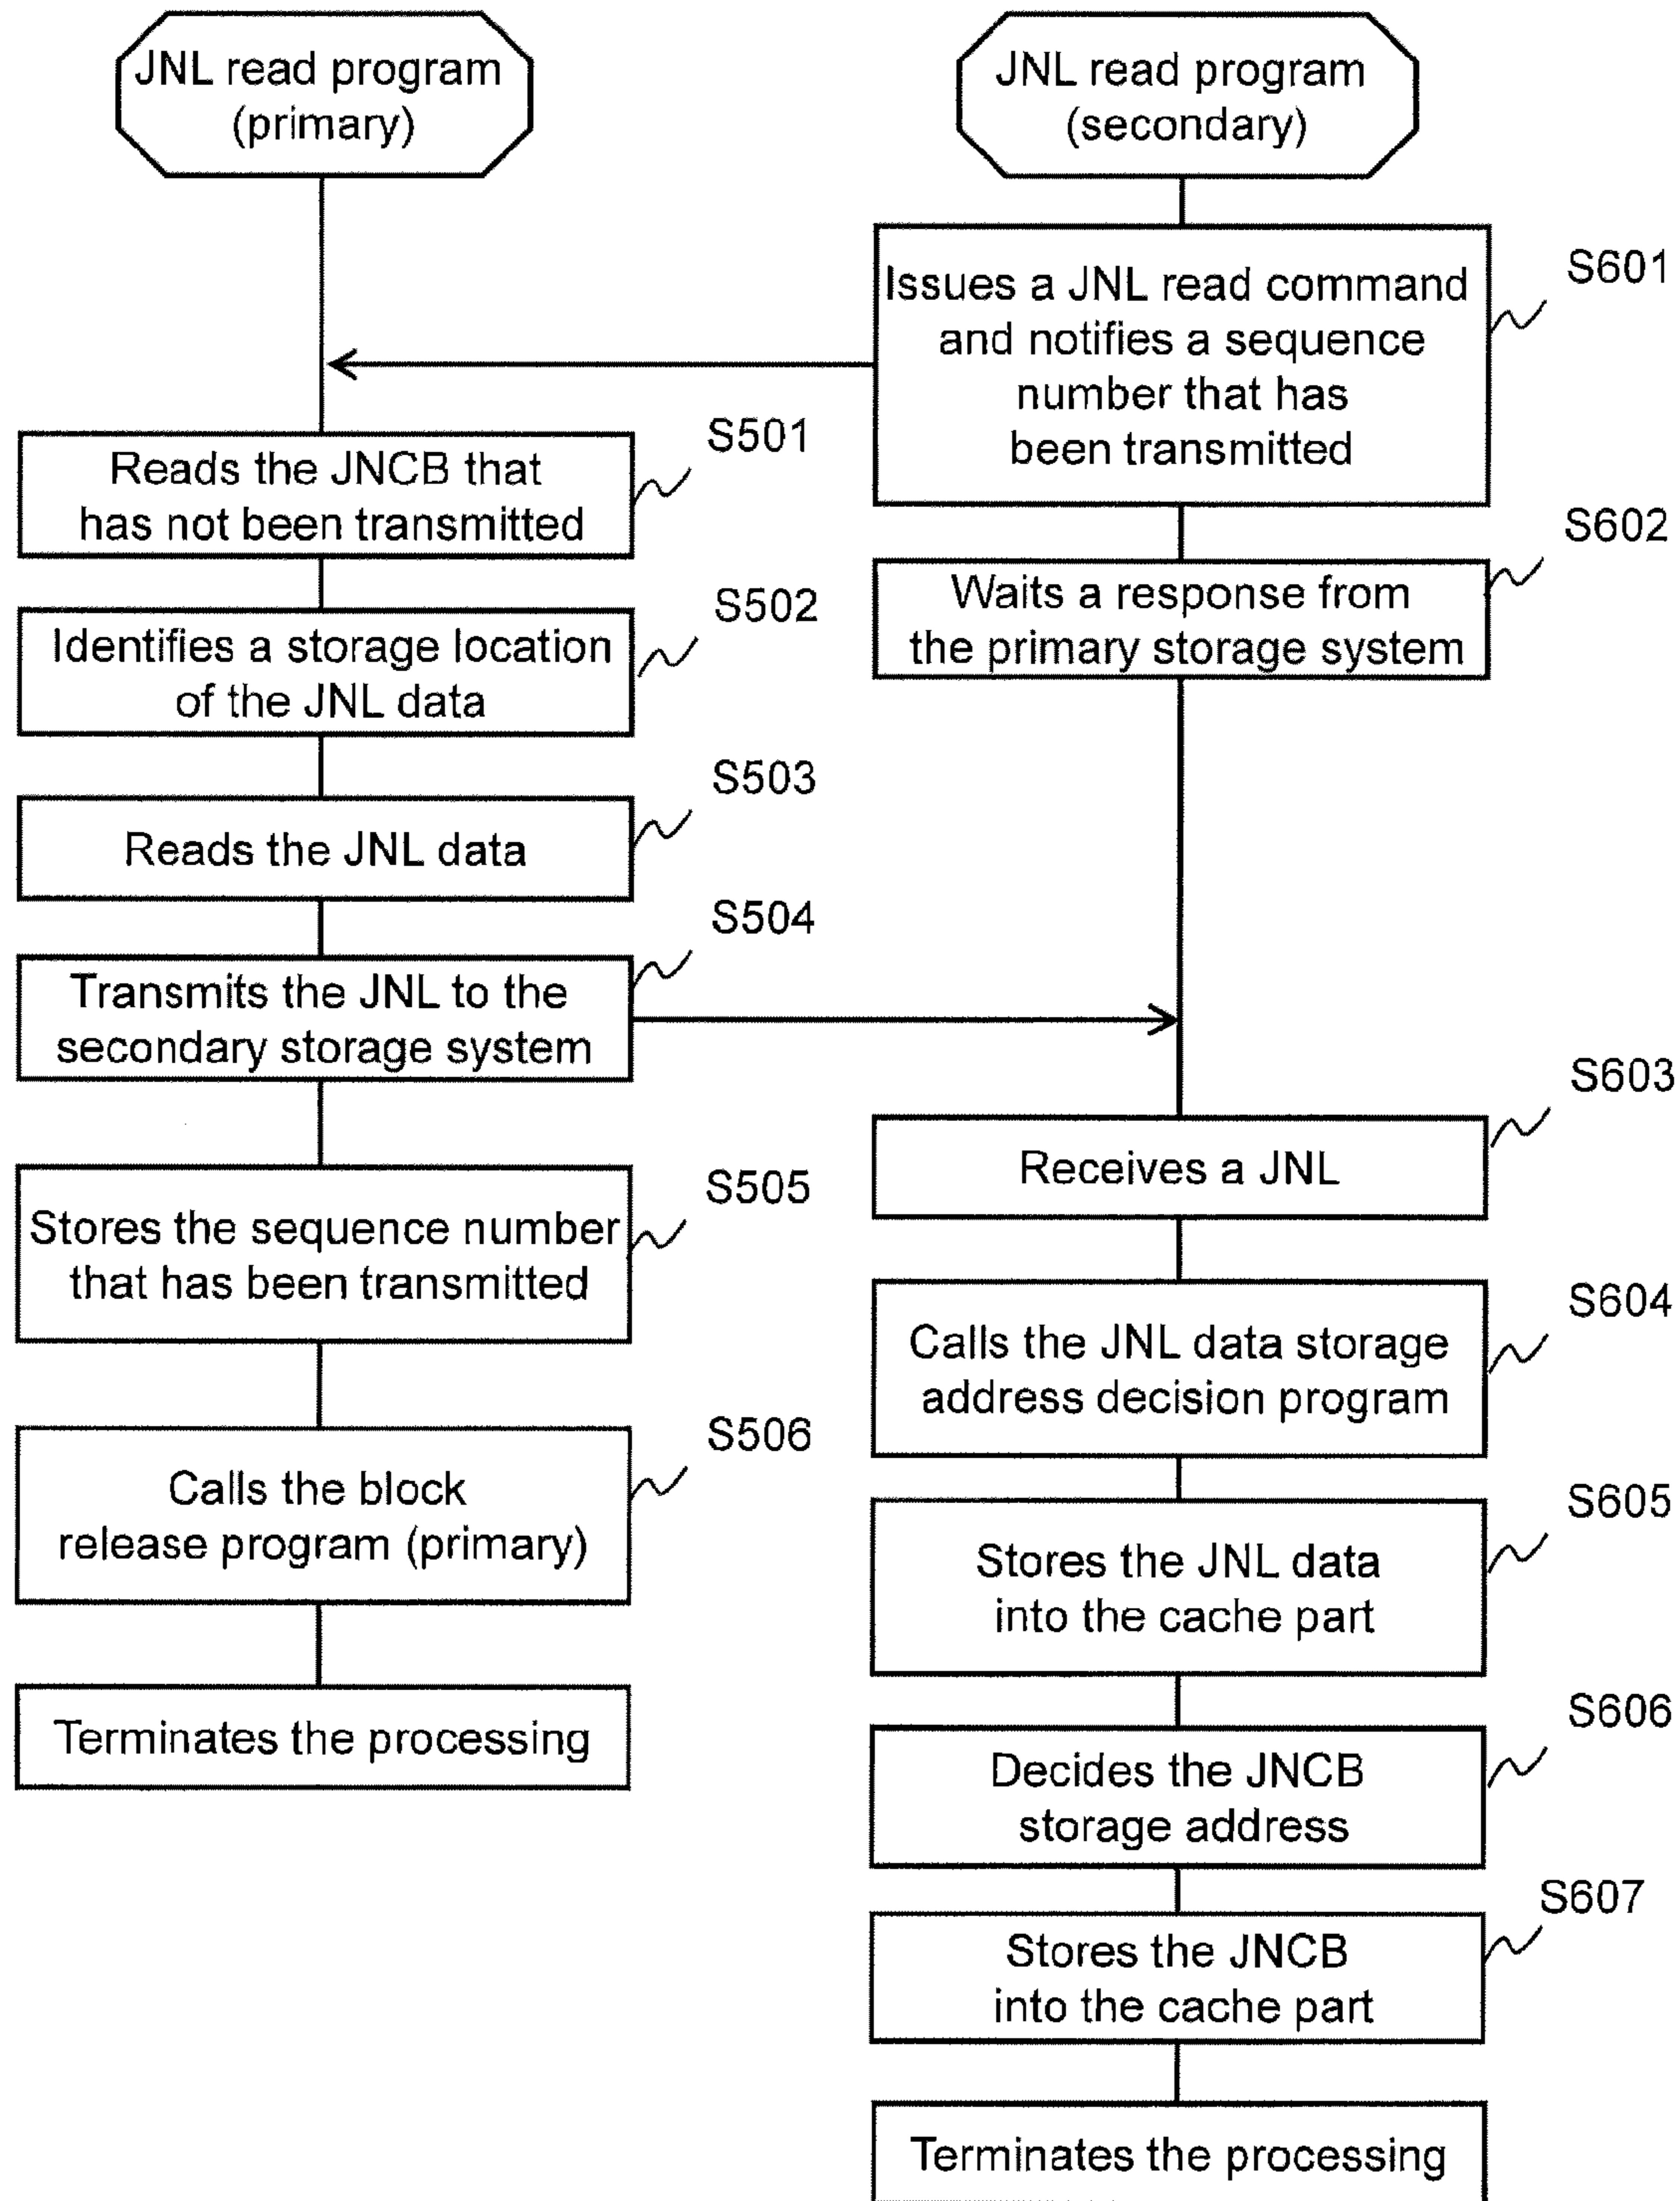 JNL read program
(primary)
JNL read program
(secondary)
Issues a JNL read command
and notifies a sequence
number that has
been transmitted
S601
Reads the JNCB that
has not been transmitted
S501
Waits a response from
the primary storage system
S602
Identifies a storage location
of the JNL data
S502
Reads the JNL data
S503
Transmits the JNL to the
secondary storage system
S504
Receives a JNL
S603
Stores the sequence number
that has been transmitted
S505
Calls the JNL data storage
address decision program
S604
Calls the block
release program (primary)
S506
Stores the JNL data
into the cache part
S605
Terminates the processing
Decides the JNCB
storage address
S606
Stores the JNCB
into the cache part
S607
Terminates the processing